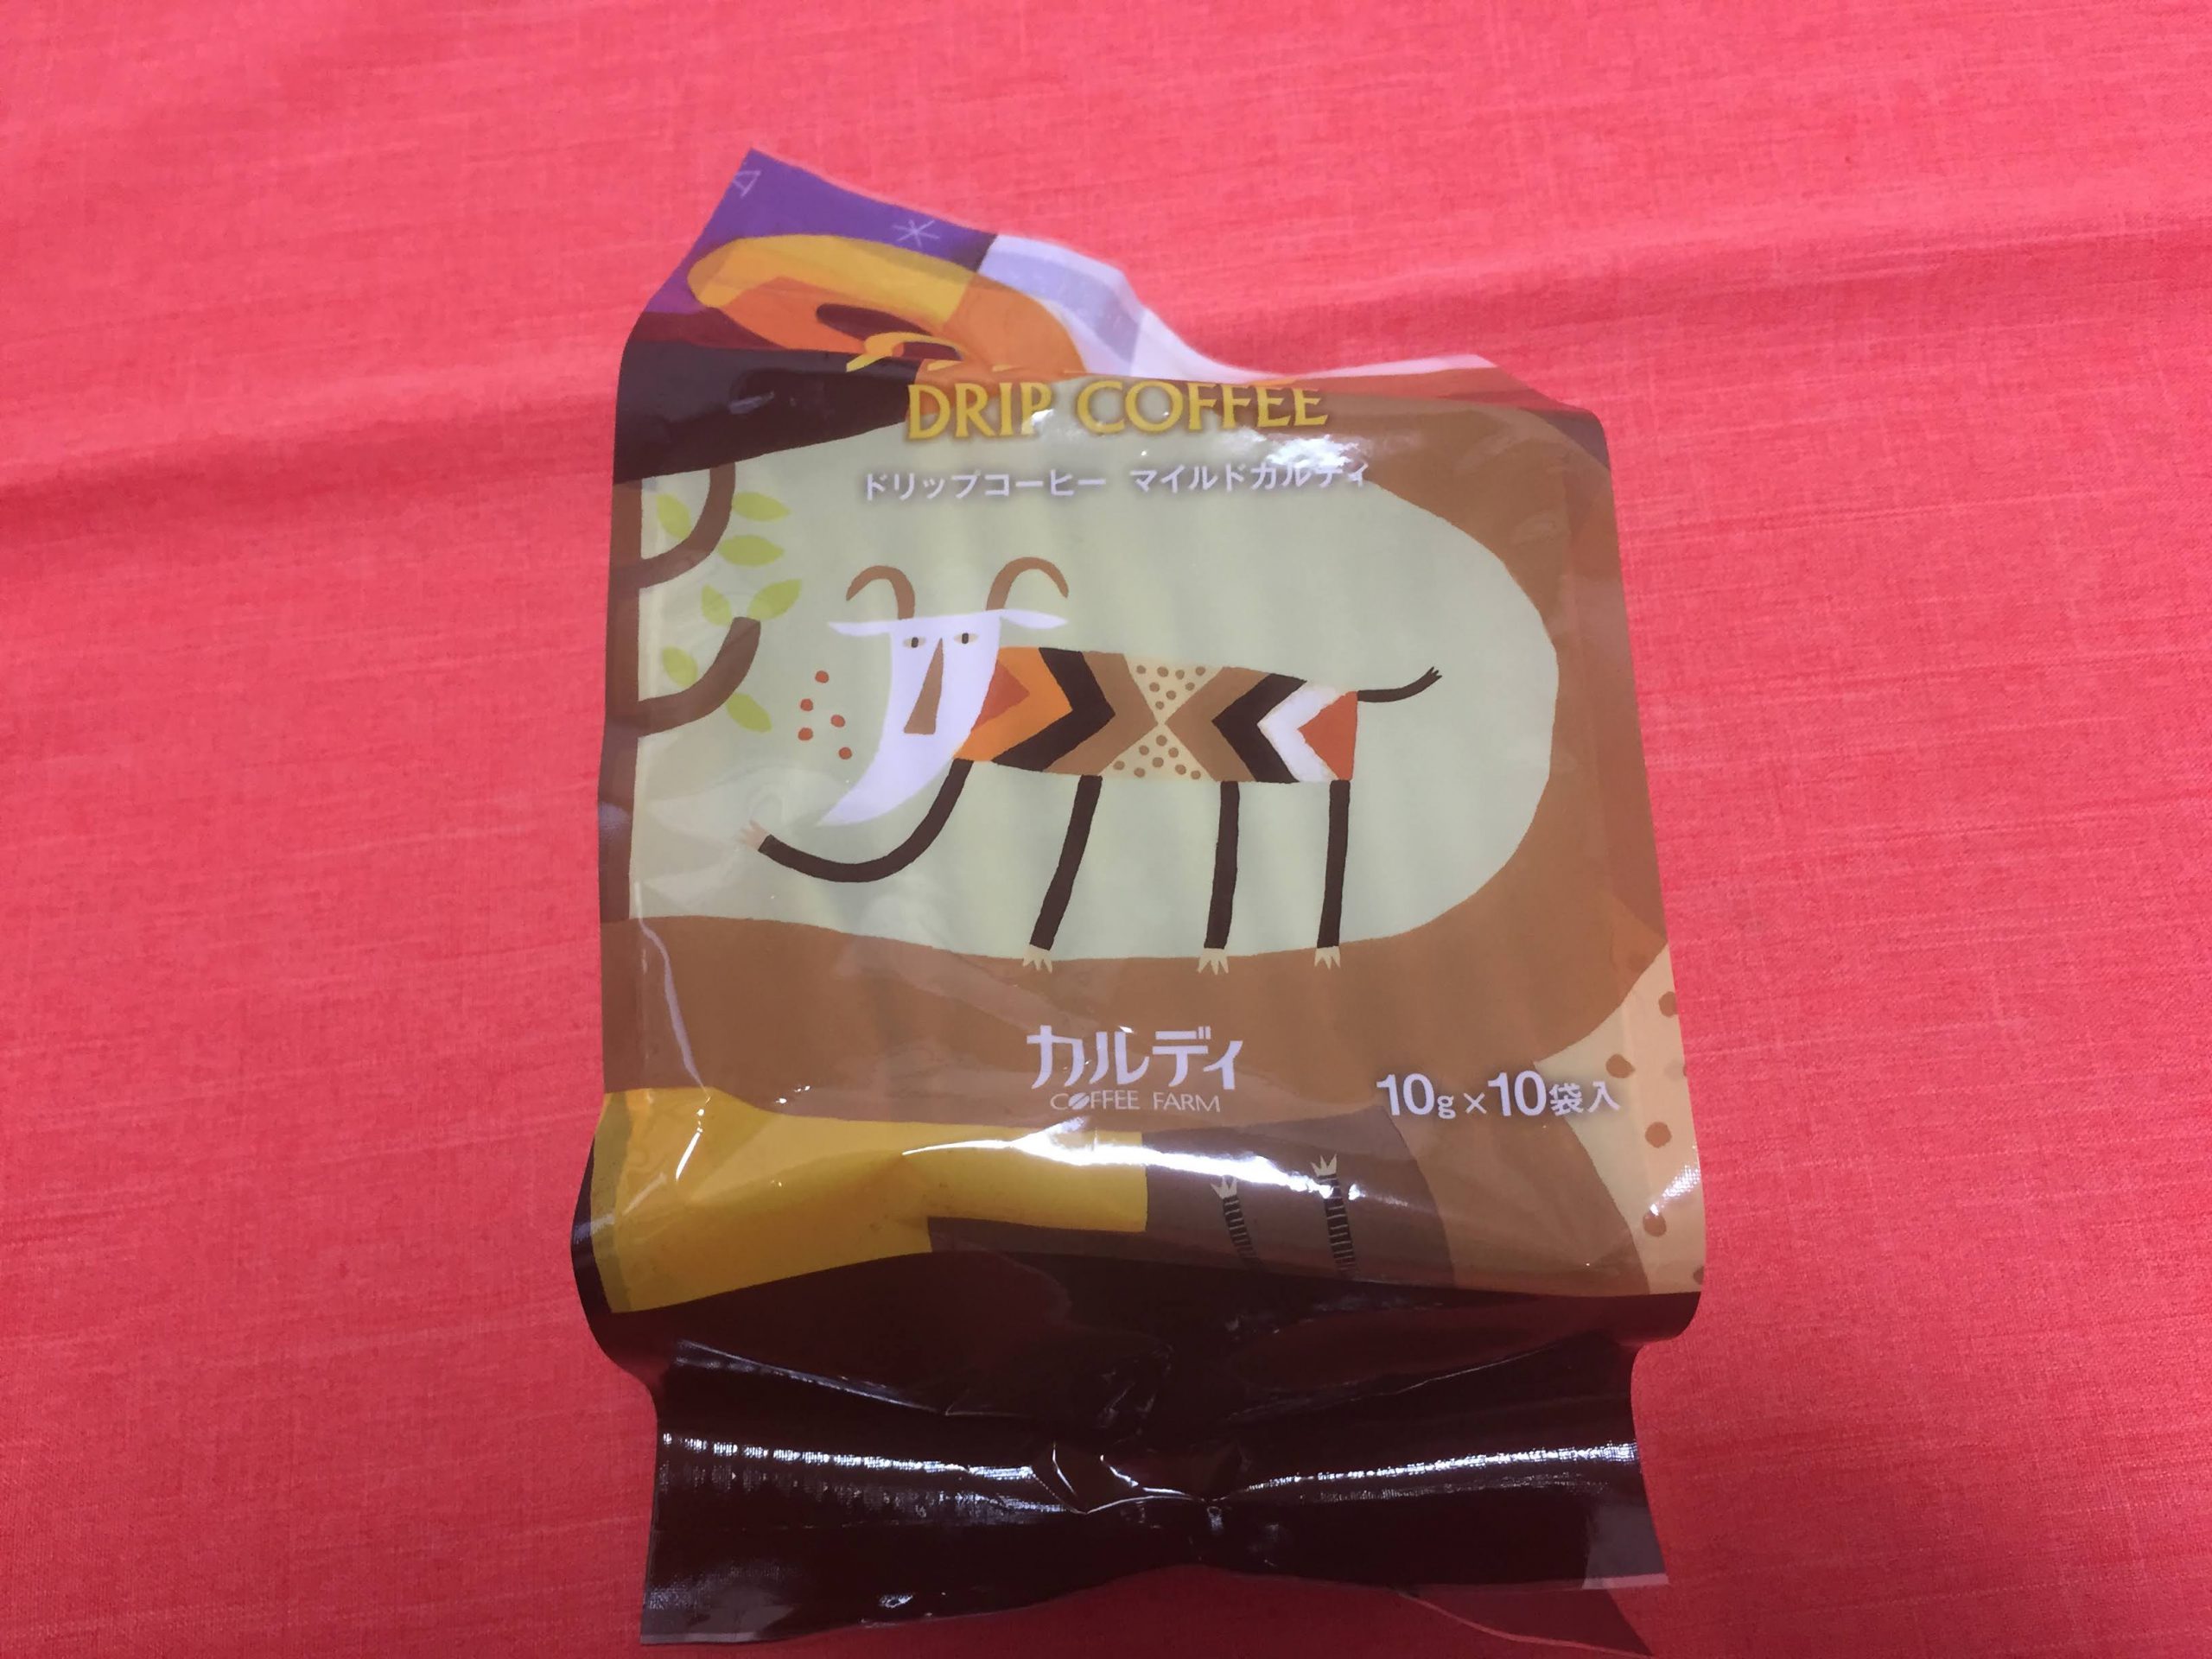 DRIP COFFEE
ドリップコーヒー マイルドカルディ
カルディ
COFFEE FARM
10g×10袋入